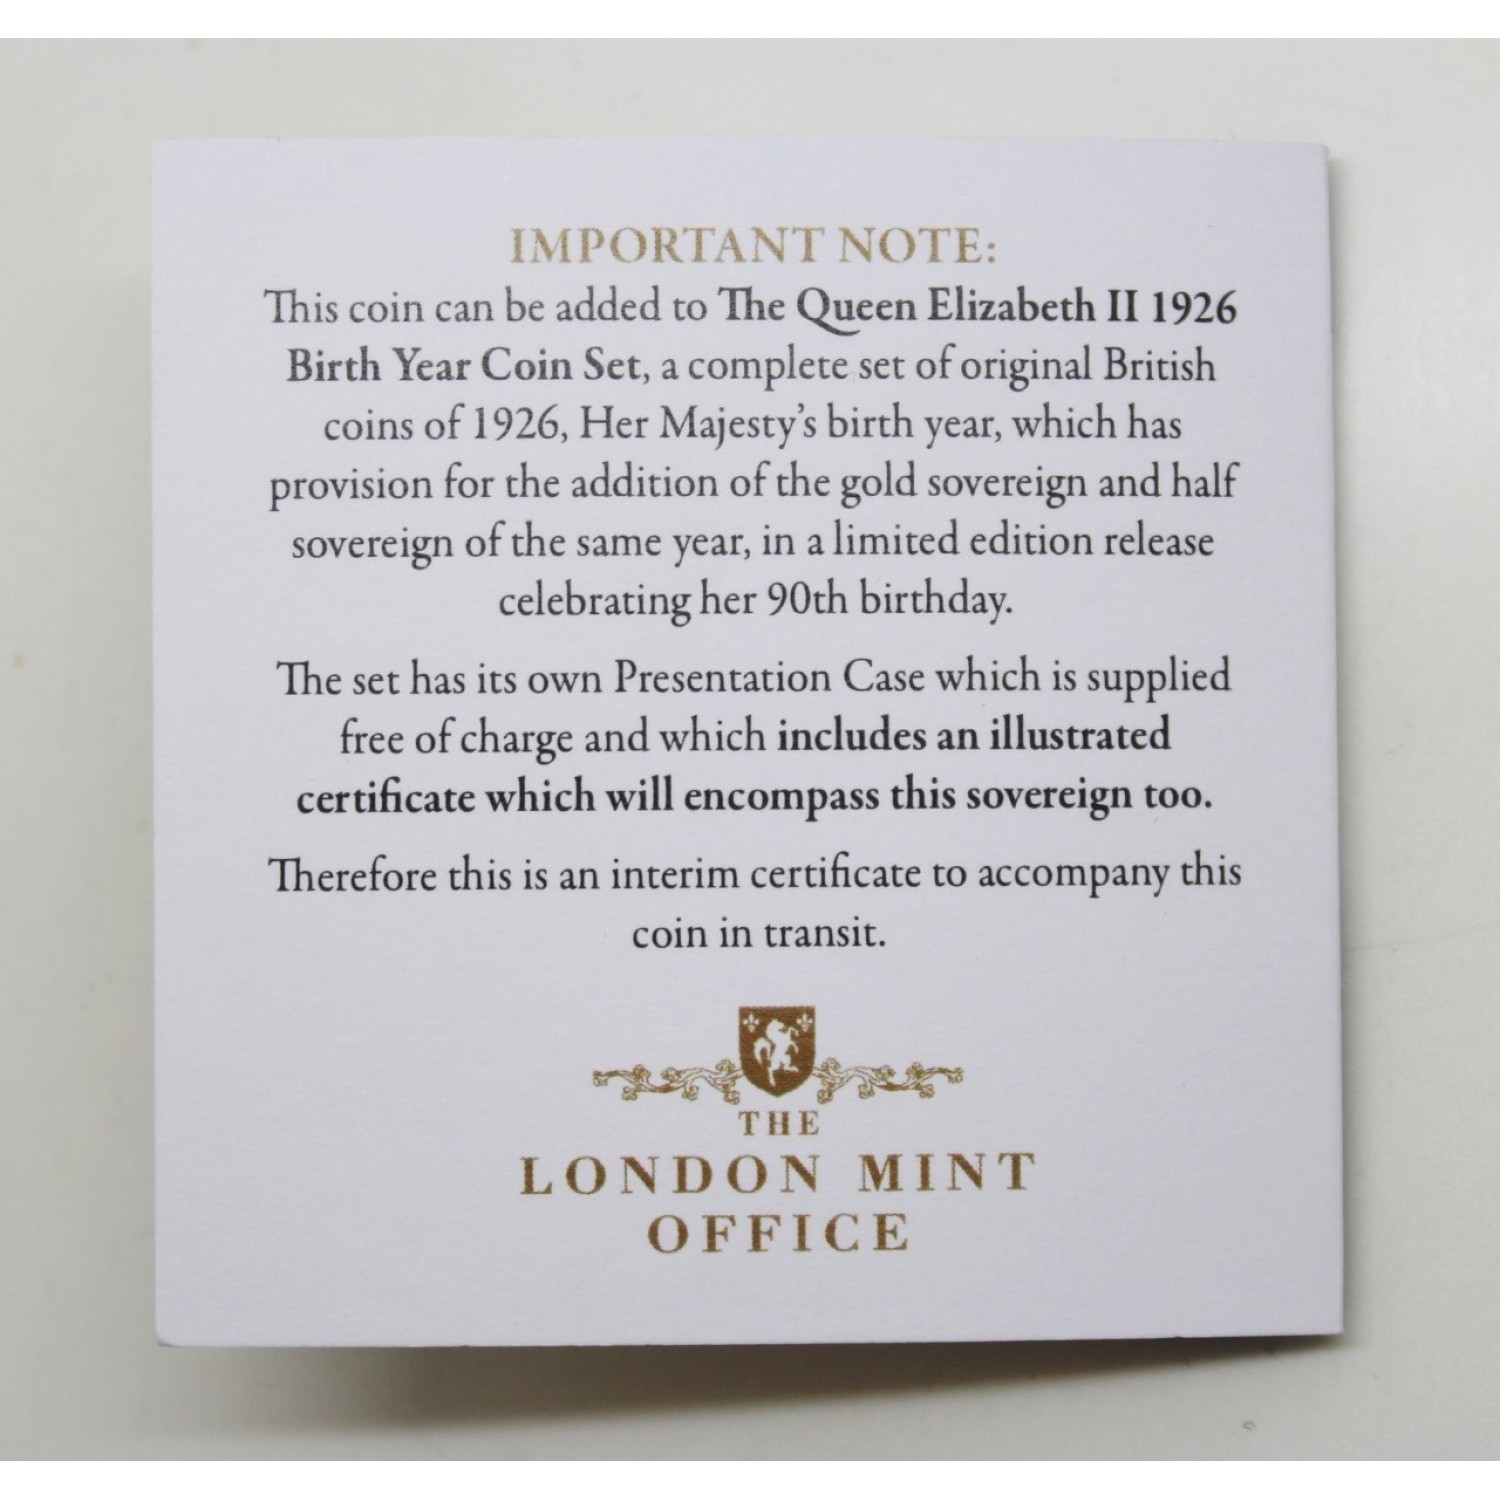 IMPORTANT NOTE:
This coin can be added to The Queen Elizabeth II 1926
Birth Year Coin Set, a complete set of original British
coins of 1926, Her Majesty's birth year, which has
provision for the addition of the gold sovereign and half
sovereign of the same year, in a limited edition release
celebrating her 90th birthday.
The set has its own Presentation Case which is supplied
free of charge and which includes an illustrated
certificate which will encompass this sovereign too.
Therefore this is an interim certificate to accompany this
coin in transit.
THE
LONDON MINT
OFFICE